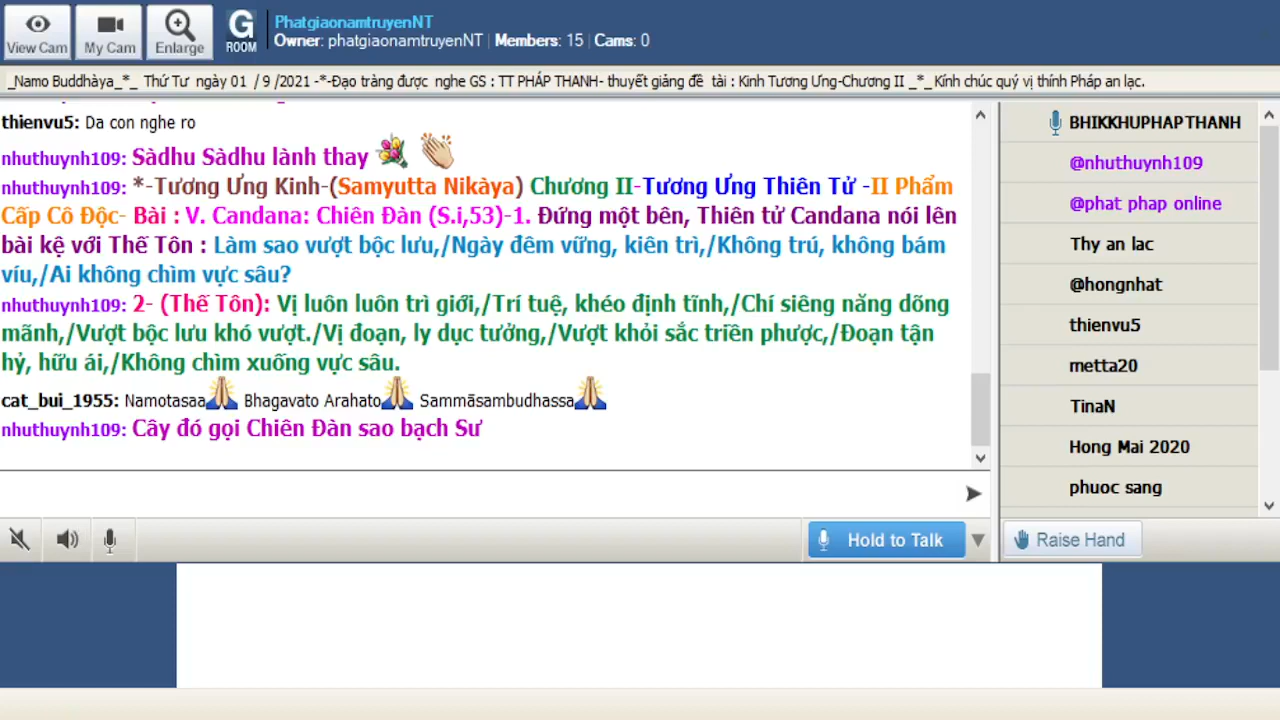 View Cam
My Cam
Enlarge
G
ROOM
PhatgiaonamtruyenNT
Owner: phatgiaonamtruyenNT | Members: 15 | Cams: 0
_Namo Buddhàya_*_ Thứ Tư ngày 01 / 9 /2021 -*-Đạo tràng được nghe GS : TT PHÁP THANH- thuyết giảng đề tài : Kinh Tương Ưng-Chương II _*_Kính chúc quý vị thính Pháp an lạc.
thienvu5: Da con nghe ro
nhuthuynh109: Sàdhu Sàdhu lành thay
nhuthuynh109: *-Tương Ưng Kinh-(Samyutta Nikàya) Chương II-Tương Ưng Thiên Tử -II Phẩm
Cấp Cô Độc- Bài : V. Candana: Chiên Đàn (S.i,53)-1. Đứng một bên, Thiên tử Candana nói lên
bài kệ với Thế Tôn : Làm sao vượt bộc lưu,/Ngày đêm vững, kiên trì,/Không trú, không bám
víu,/Ai không chìm vực sâu?
nhuthuynh109: 2- (Thế Tôn): Vị luôn luôn trì giới,/Trí tuệ, khéo định tĩnh,/Chí siêng năng dõng
mãnh,/Vượt bộc lưu khó vượt./Vị đoạn, ly dục tưởng,/Vượt khỏi sắc triền phược,/Đoạn tận
hỷ, hữu ái,/Không chìm xuống vực sâu.
cat_bui_1955: Namotasaa Bhagavato Arahato Sammāsambudhassa
nhuthuynh109: Cây đó gọi Chiên Đàn sao bạch Sư
Hold to Talk
BHIKKHUPHAPTHANH
@nhuthuynh109
@phat phap online
Thy an lac
@hongnhat
thienvu5
metta20
TinaN
Hong Mai 2020
phuoc sang
Raise Hand